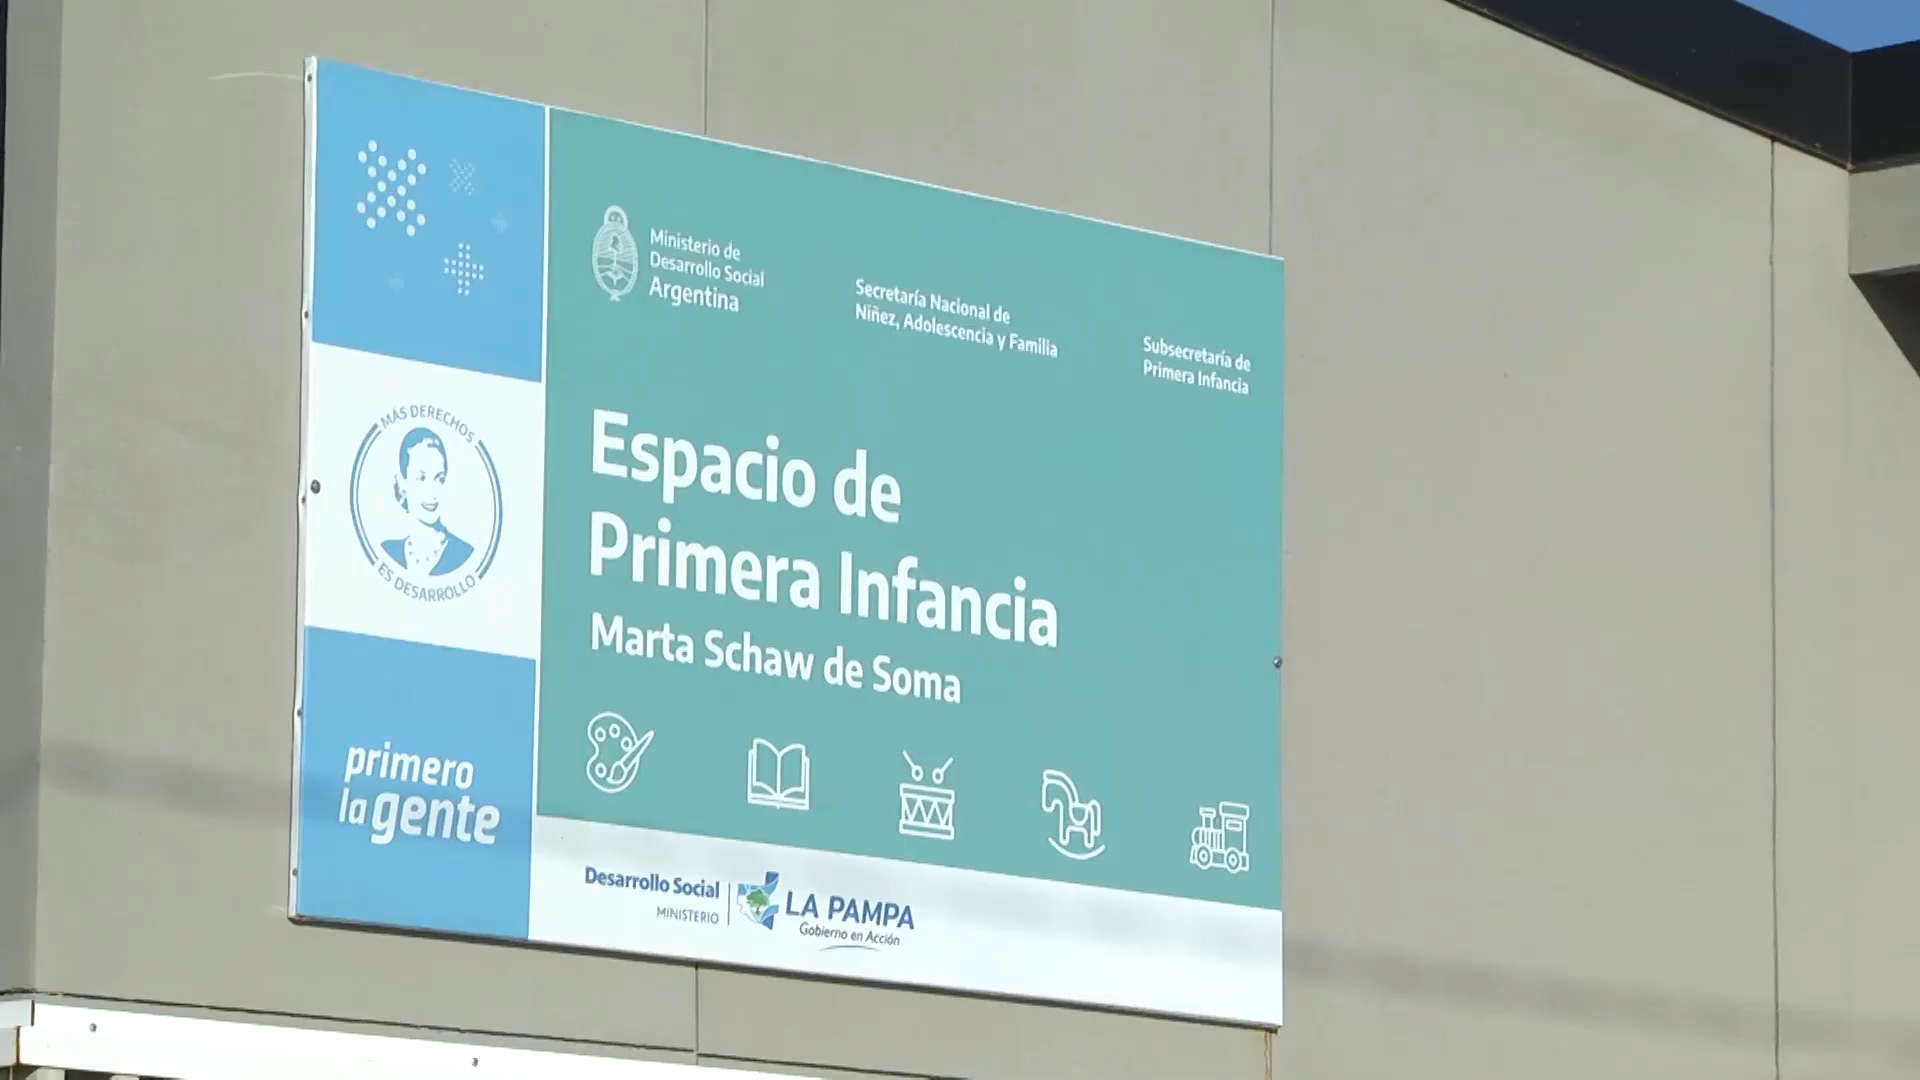 Ministerio de
Desarrollo Social
Argentina
Secretaría Nacional de
Niñez, Adolescencia y Familia
Subsecretaría de
Primera Infancia
MÁS DERECHOS
ES DESARROLLO
Espacio de
Primera Infancia
Marta Schaw de Soma
primero
la gente
Desarrollo Social
MINISTERIO
LA PAMPA
Gobierno en Acción